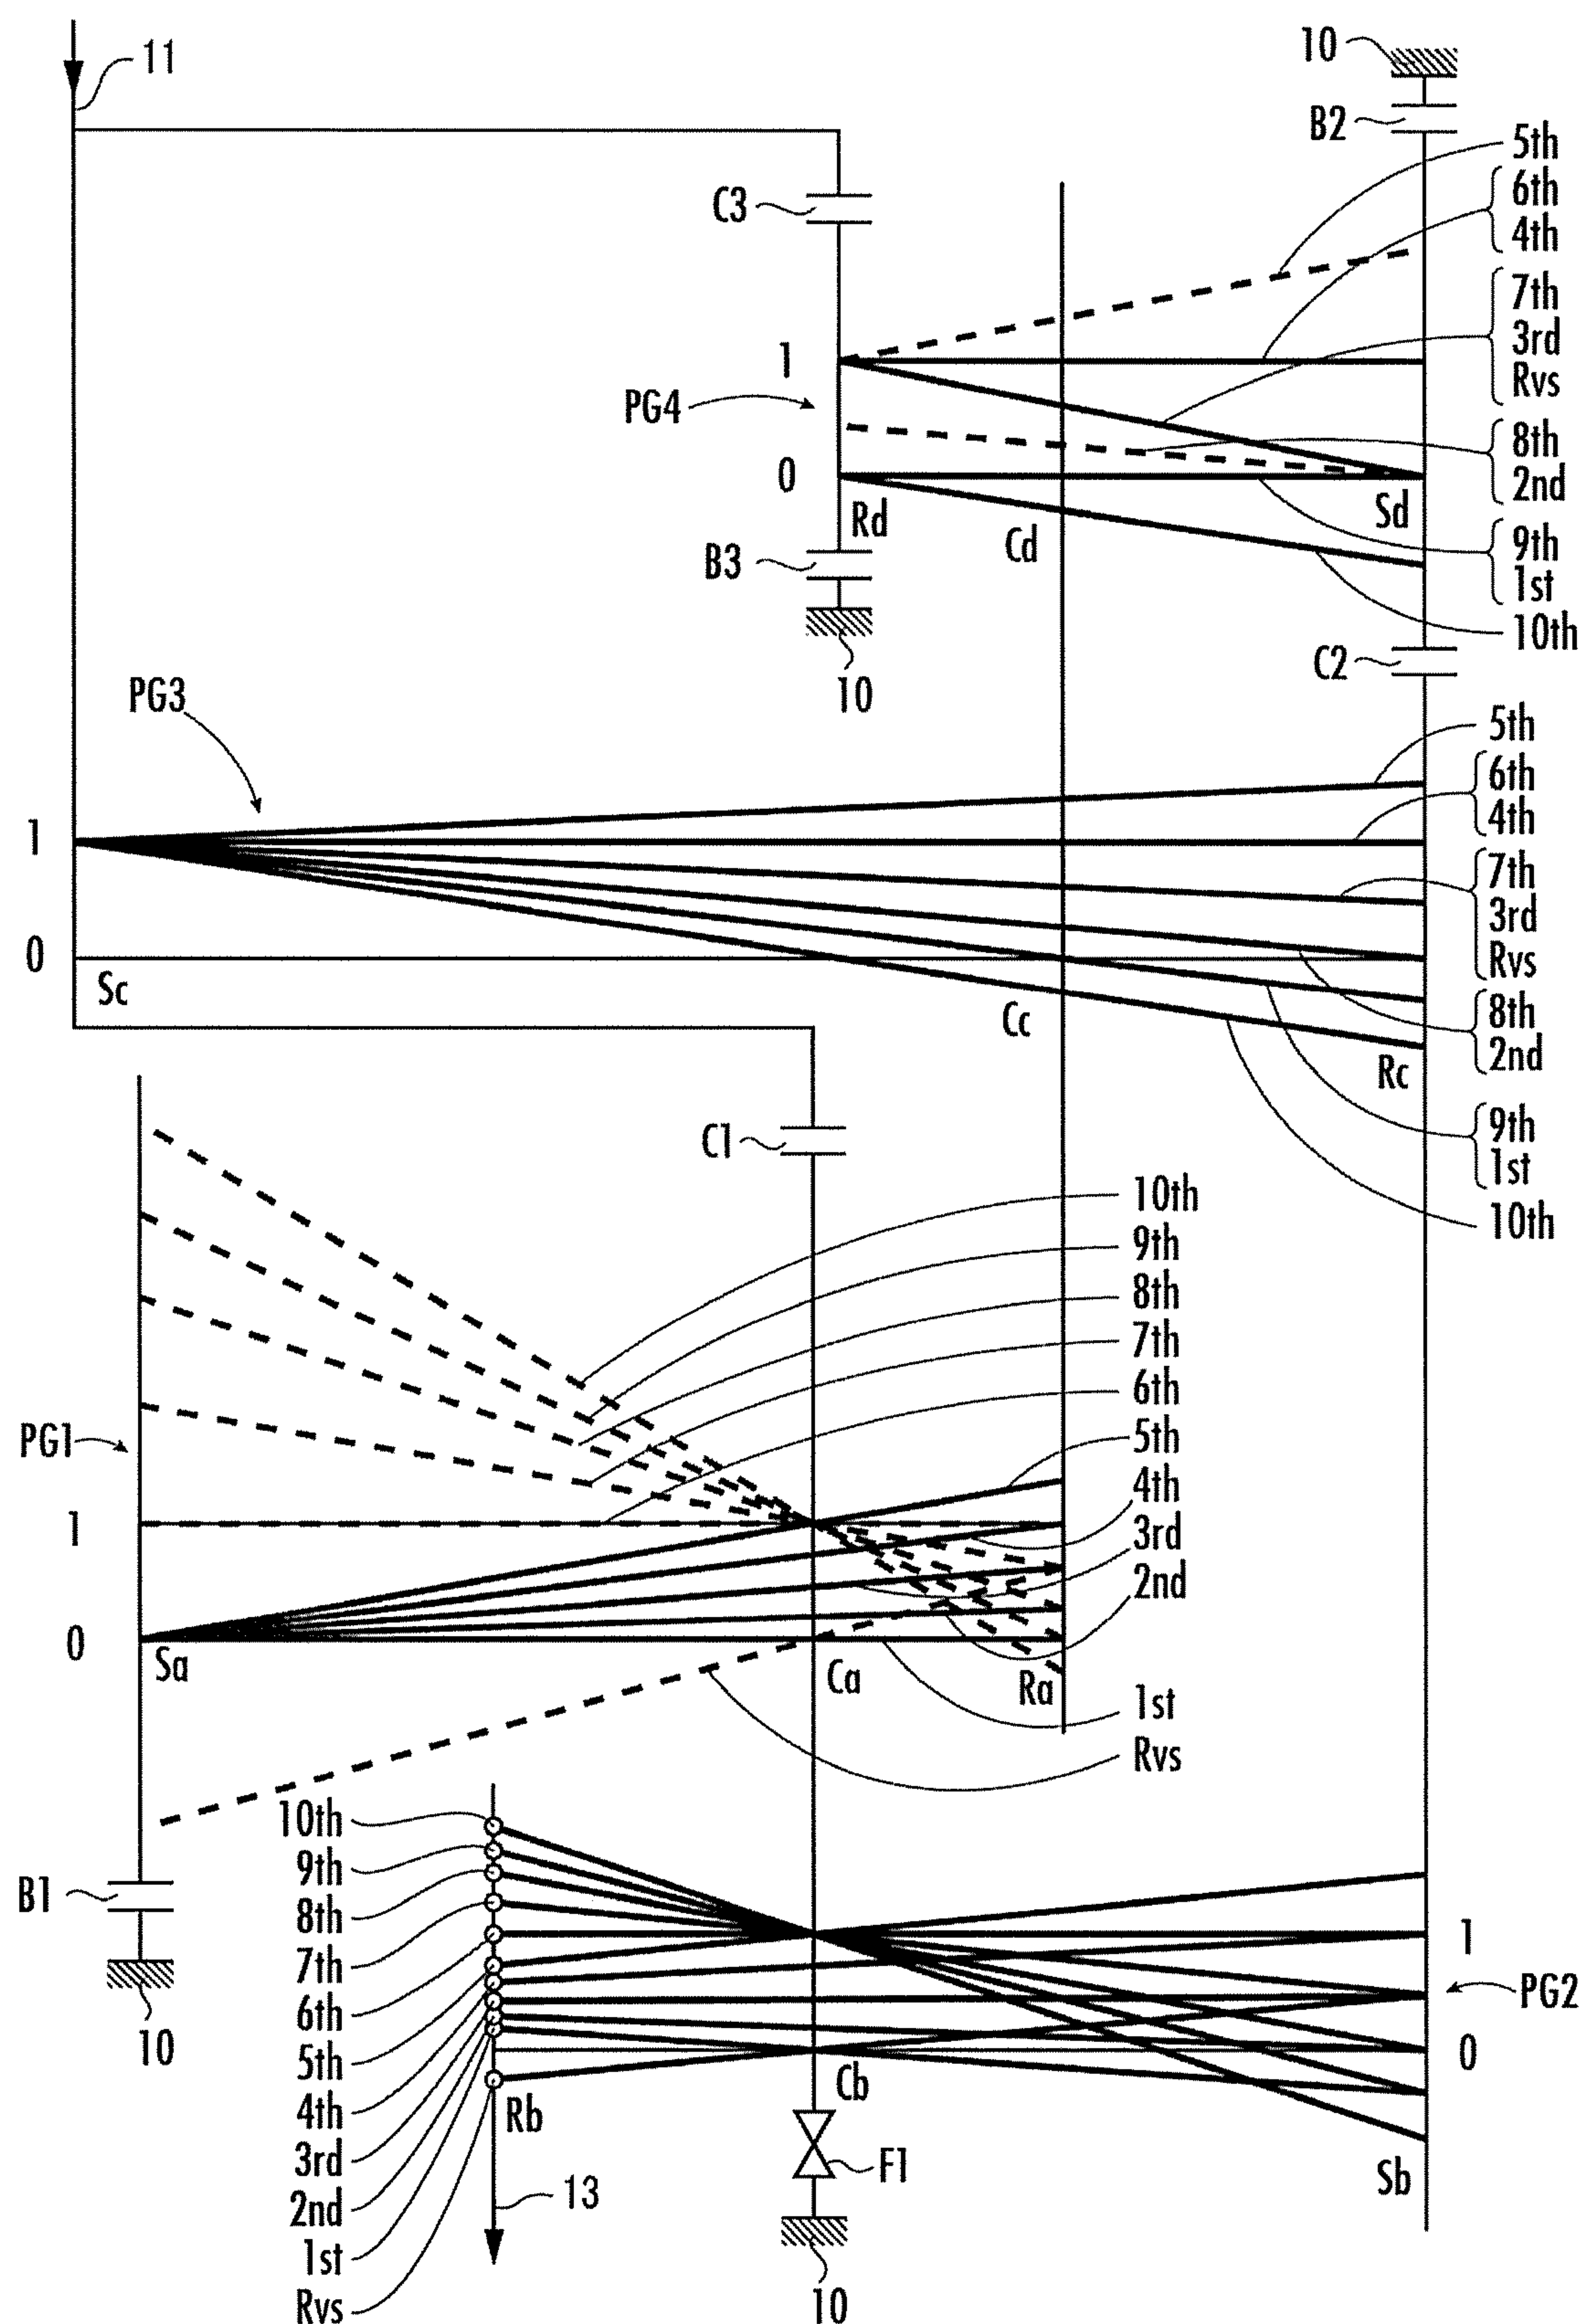 11
10
B2
5th
6th
4th
C3
7th
3rd
Rvs
1
PG4
8th
2nd
0
Rd
Cd
Sd
9th
1st
B3
10th
10
C2
PG3
5th
6th
4th
1
7th
3rd
Rvs
0
Sc
Cc
Rc
8th
2nd
C1
9th
1st
10th
10th
9th
8th
7th
6th
5th
4th
3rd
2nd
PG1
1
0
Sa
Ca
Ra
1st
Rvs
10th
9th
8th
7th
6th
5th
4th
3rd
2nd
1st
Rvs
B1
10
1
PG2
0
Cb
Rb
F1
13
Sb
10